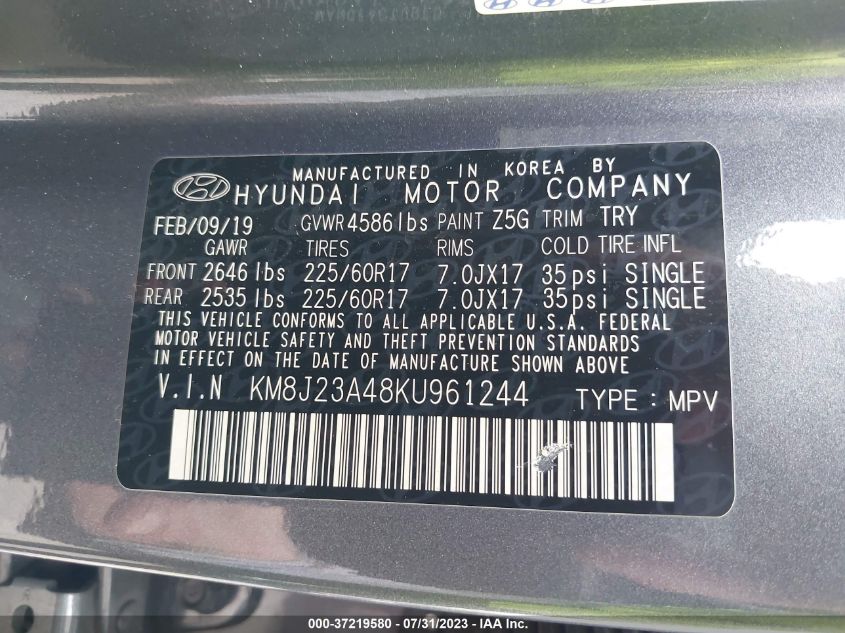 MANUFACTURED IN KOREA BY
HYUNDAI MOTOR COMPANY
FEB/09/19 GVWR 4586 lbs PAINT Z5G TRIM TRY
GAWR TIRES RIMS COLD TIRE INFL
FRONT 2646 lbs 225/60R17 7.0JX17 35psi SINGLE
REAR 2535 lbs 225/60R17 7.0JX17 35psi SINGLE
THIS VEHICLE CONFORMS TO ALL APPLICABLE U.S.A. FEDERAL
MOTOR VEHICLE SAFETY AND THEFT PREVENTION STANDARDS
IN EFFECT ON THE DATE OF MANUFACTURE SHOWN ABOVE
V.I.N KM8J23A48KU961244 TYPE : MPV
000-37219580 - 07/31/2023 - IAA Inc.